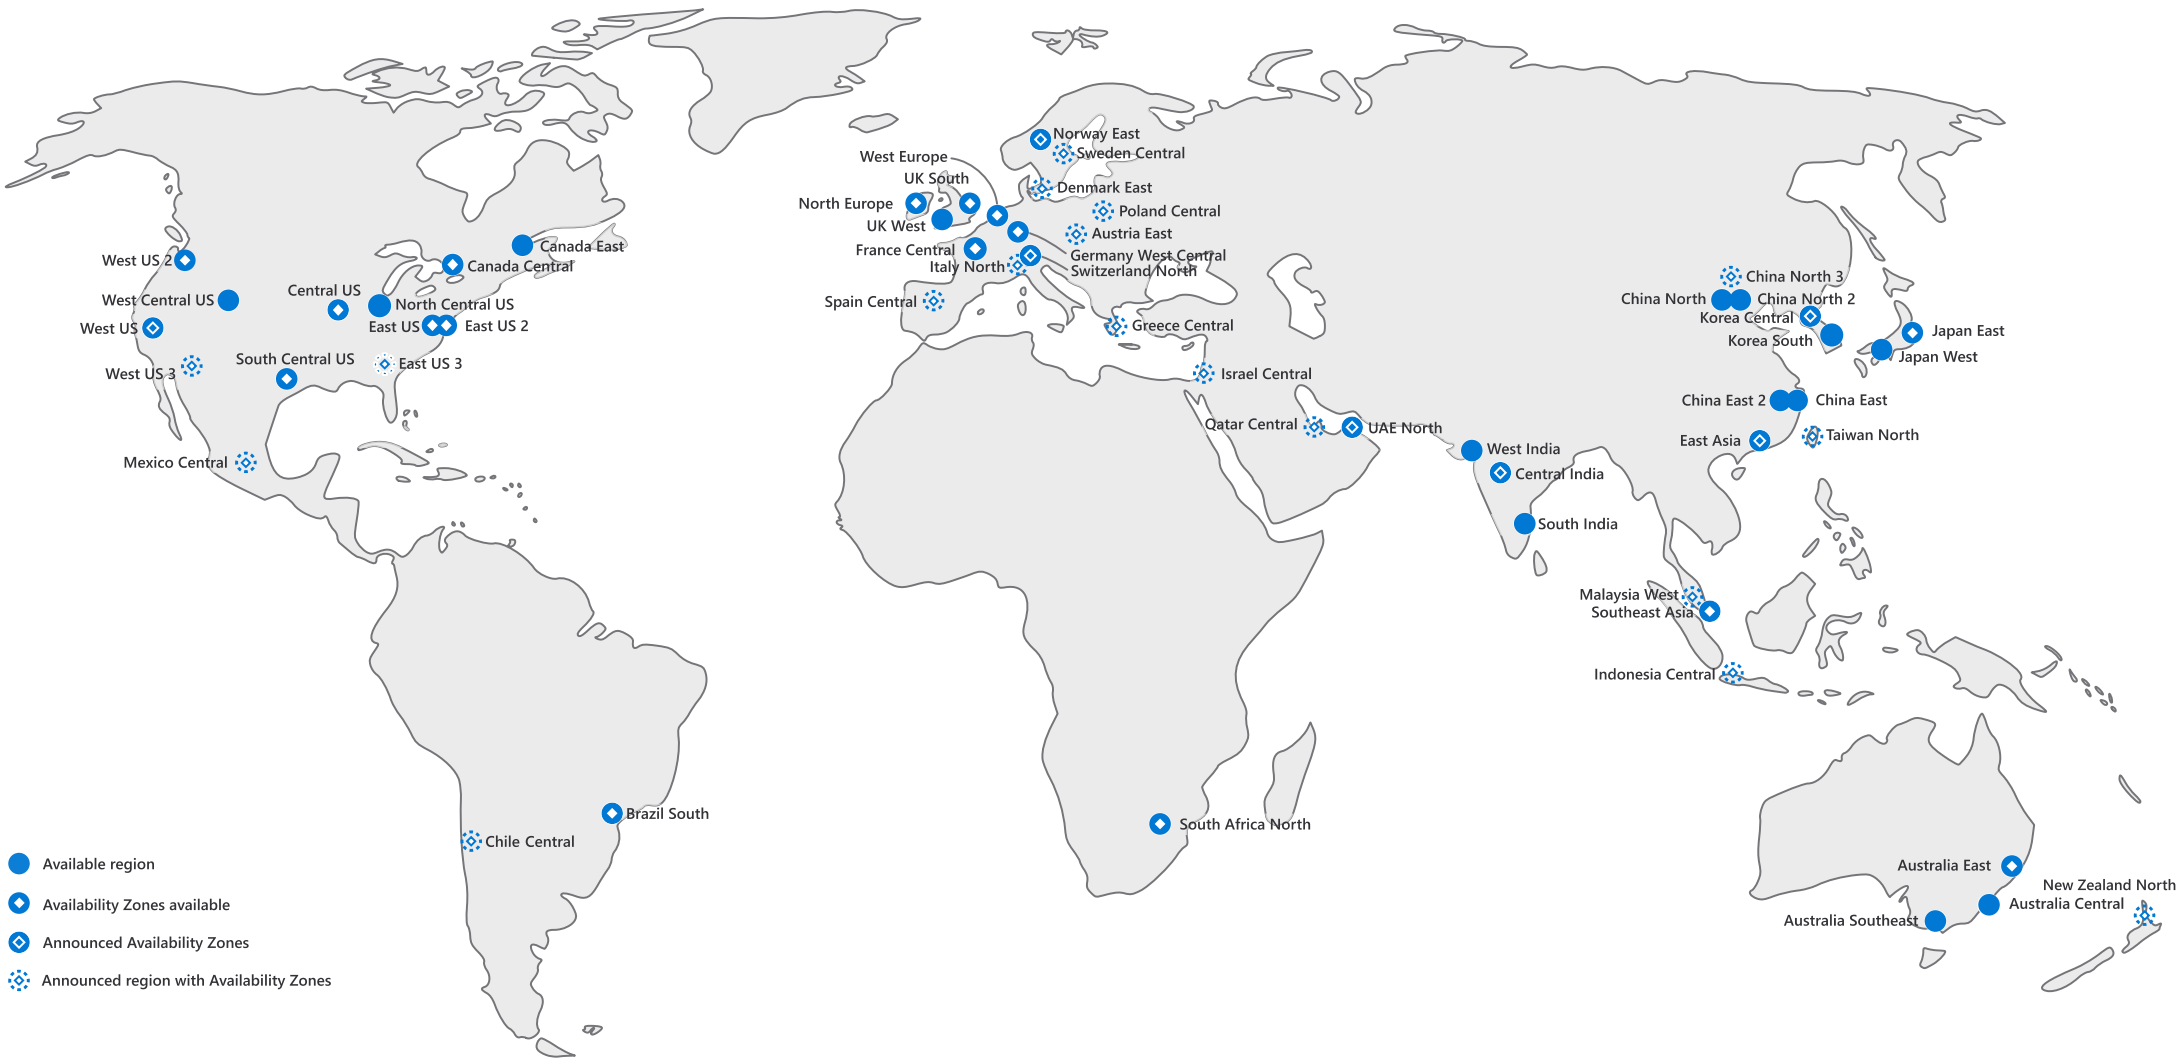 West US 2
West Central US
West US
West US 3
Central US
South Central US
North Central US
East US
East US 2
East US 3
Canada East
Canada Central
Mexico Central
Brazil South
Chile Central
West Europe
UK South
North Europe
UK West
France Central
Italy North
Spain Central
Norway East
Sweden Central
Denmark East
Poland Central
Austria East
Germany West Central
Switzerland North
Greece Central
Israel Central
Qatar Central
UAE North
South Africa North
West India
Central India
South India
China North 3
China North
China North 2
Korea Central
Korea South
Japan East
Japan West
China East 2
China East
East Asia
Taiwan North
Malaysia West
Southeast Asia
Indonesia Central
Australia East
New Zealand North
Australia Central
Australia Southeast
Available region
Availability Zones available
Announced Availability Zones
Announced region with Availability Zones